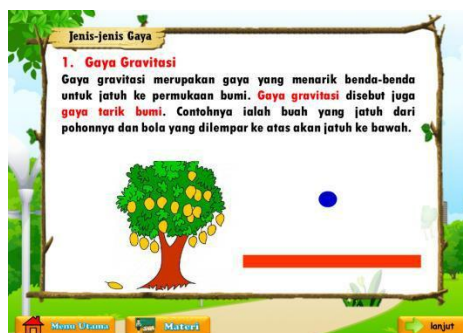 Jenis-jenis Gaya
1. Gaya Gravitasi
Gaya gravitasi merupakan gaya yang menarik benda-benda
untuk jatuh ke permukaan bumi. Gaya gravitasi disebut juga
gaya tarik bumi. Contohnya ialah buah yang jatuh dari
pohonnya dan bola yang dilempar ke atas akan jatuh ke bawah.
Menu Utama
Materi
lanjut